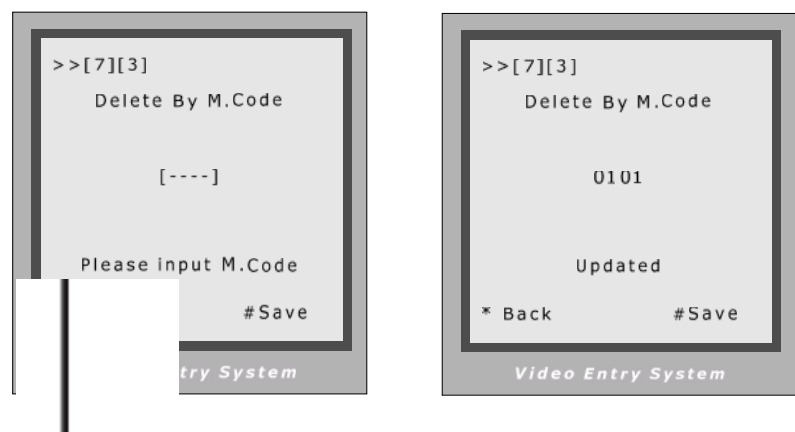 >>[7][3]
Delete By M.Code
[----]
Please input M.Code
#Save
System
>>[7][3]
Delete By M.Code
0101
Updated
* Back #Save
Video Entry System